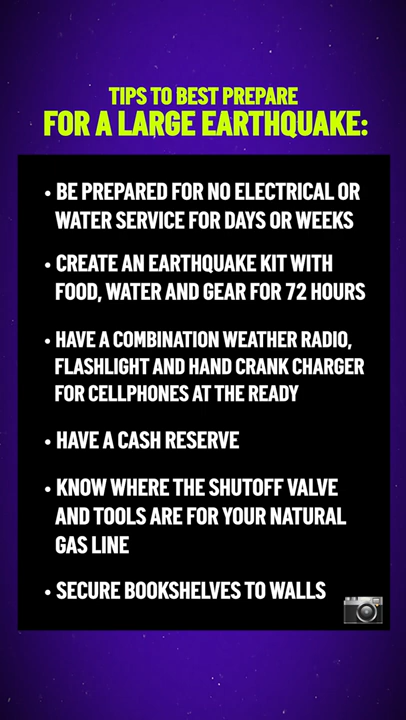 TIPS TO BEST PREPARE
FOR A LARGE EARTHQUAKE:
• BE PREPARED FOR NO ELECTRICAL OR
WATER SERVICE FOR DAYS OR WEEKS
• CREATE AN EARTHQUAKE KIT WITH
FOOD, WATER AND GEAR FOR 72 HOURS
• HAVE A COMBINATION WEATHER RADIO,
FLASHLIGHT AND HAND CRANK CHARGER
FOR CELLPHONES AT THE READY
• HAVE A CASH RESERVE
• KNOW WHERE THE SHUTOFF VALVE
AND TOOLS ARE FOR YOUR NATURAL
GAS LINE
• SECURE BOOKSHELVES TO WALLS